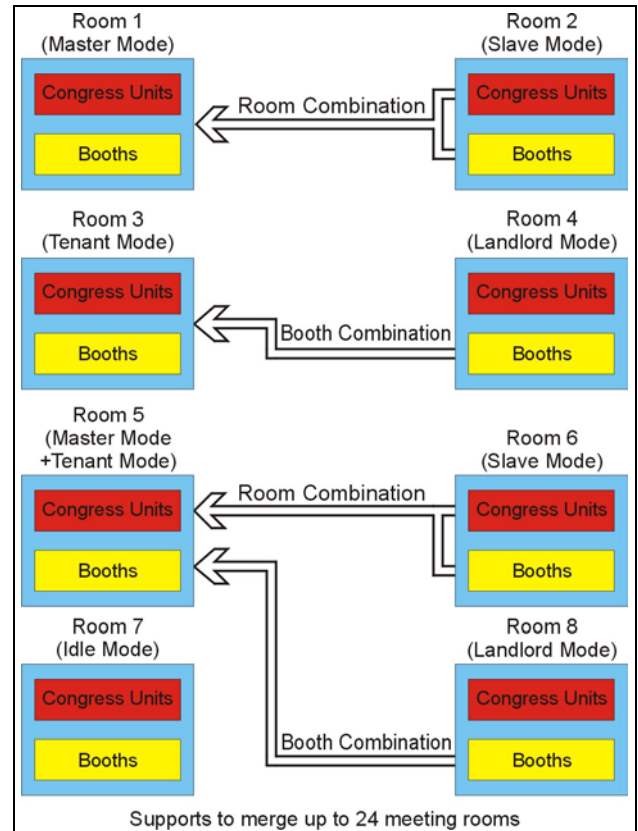 Room 1
(Master Mode)
Room 2
(Slave Mode)
Congress Units
Booths
Room Combination
Congress Units
Booths
Room 3
(Tenant Mode)
Room 4
(Landlord Mode)
Congress Units
Booths
Booth Combination
Congress Units
Booths
Room 5
(Master Mode
+Tenant Mode)
Room 6
(Slave Mode)
Congress Units
Booths
Room Combination
Congress Units
Booths
Room 7
(Idle Mode)
Room 8
(Landlord Mode)
Congress Units
Booths
Booth Combination
Congress Units
Booths
Supports to merge up to 24 meeting rooms